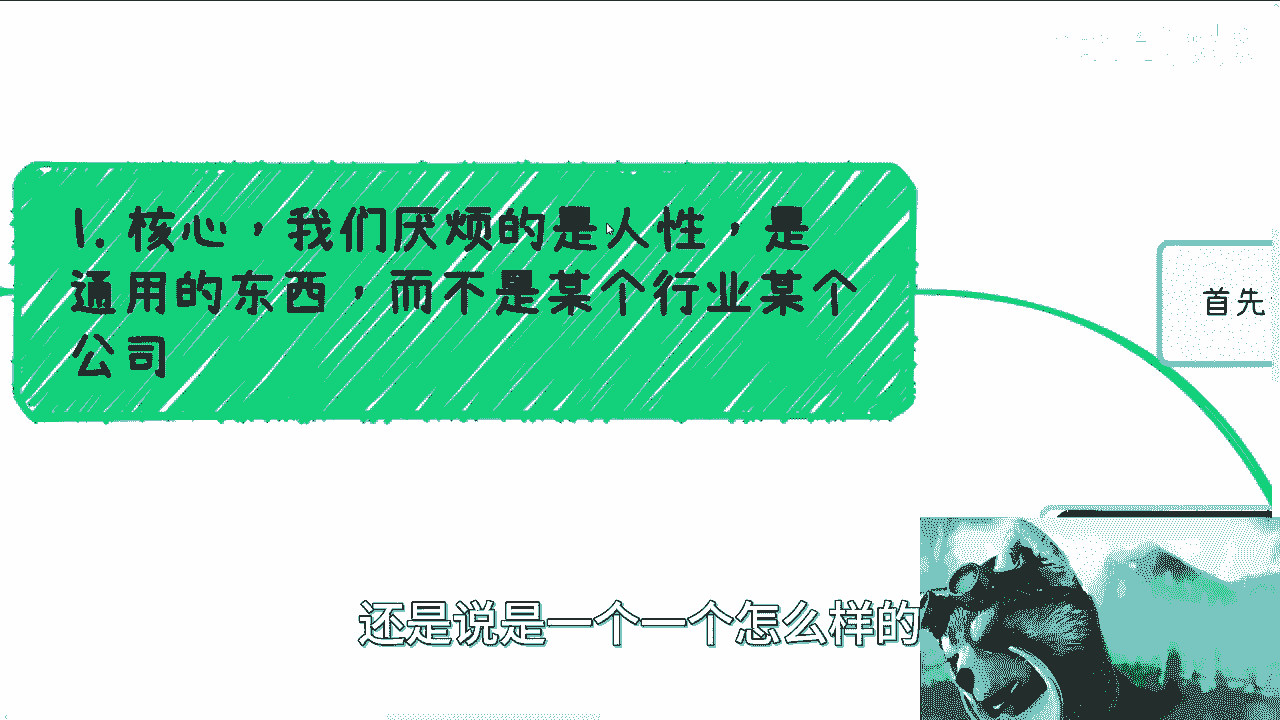 1. 核心，我们厌烦的是人性，是
通用的东西，而不是某个行业某个
公司
首先
还是说是一个一个怎么样的